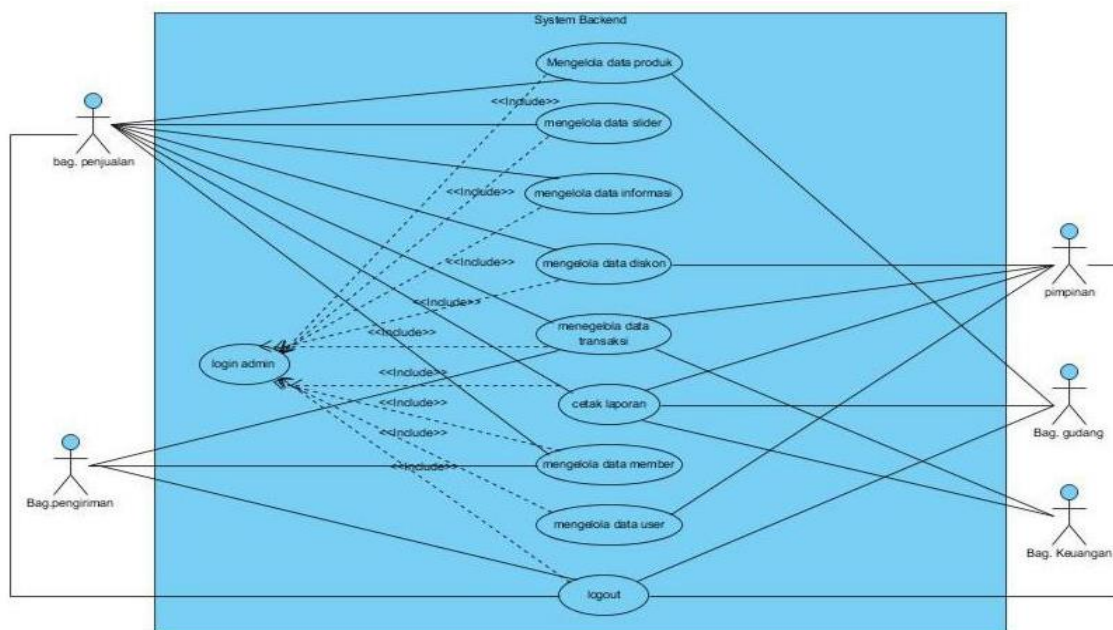 System Backend
Mengelola data produk
<<Include>>
mengelola data slider
bag. penjualan
<<Include>>
mengelola data informasi
<<Include>>
mengelola data diskon
pimpinan
<<Include>>
<<Include>>
menegelola data
transaksi
login admin
<<Include>>
<<Include>>
cetak laporan
Bag. gudang
<<Include>>
<<Include>>
mengelola data member
Bag.pengiriman
mengelola data user
Bag. Keuangan
logout